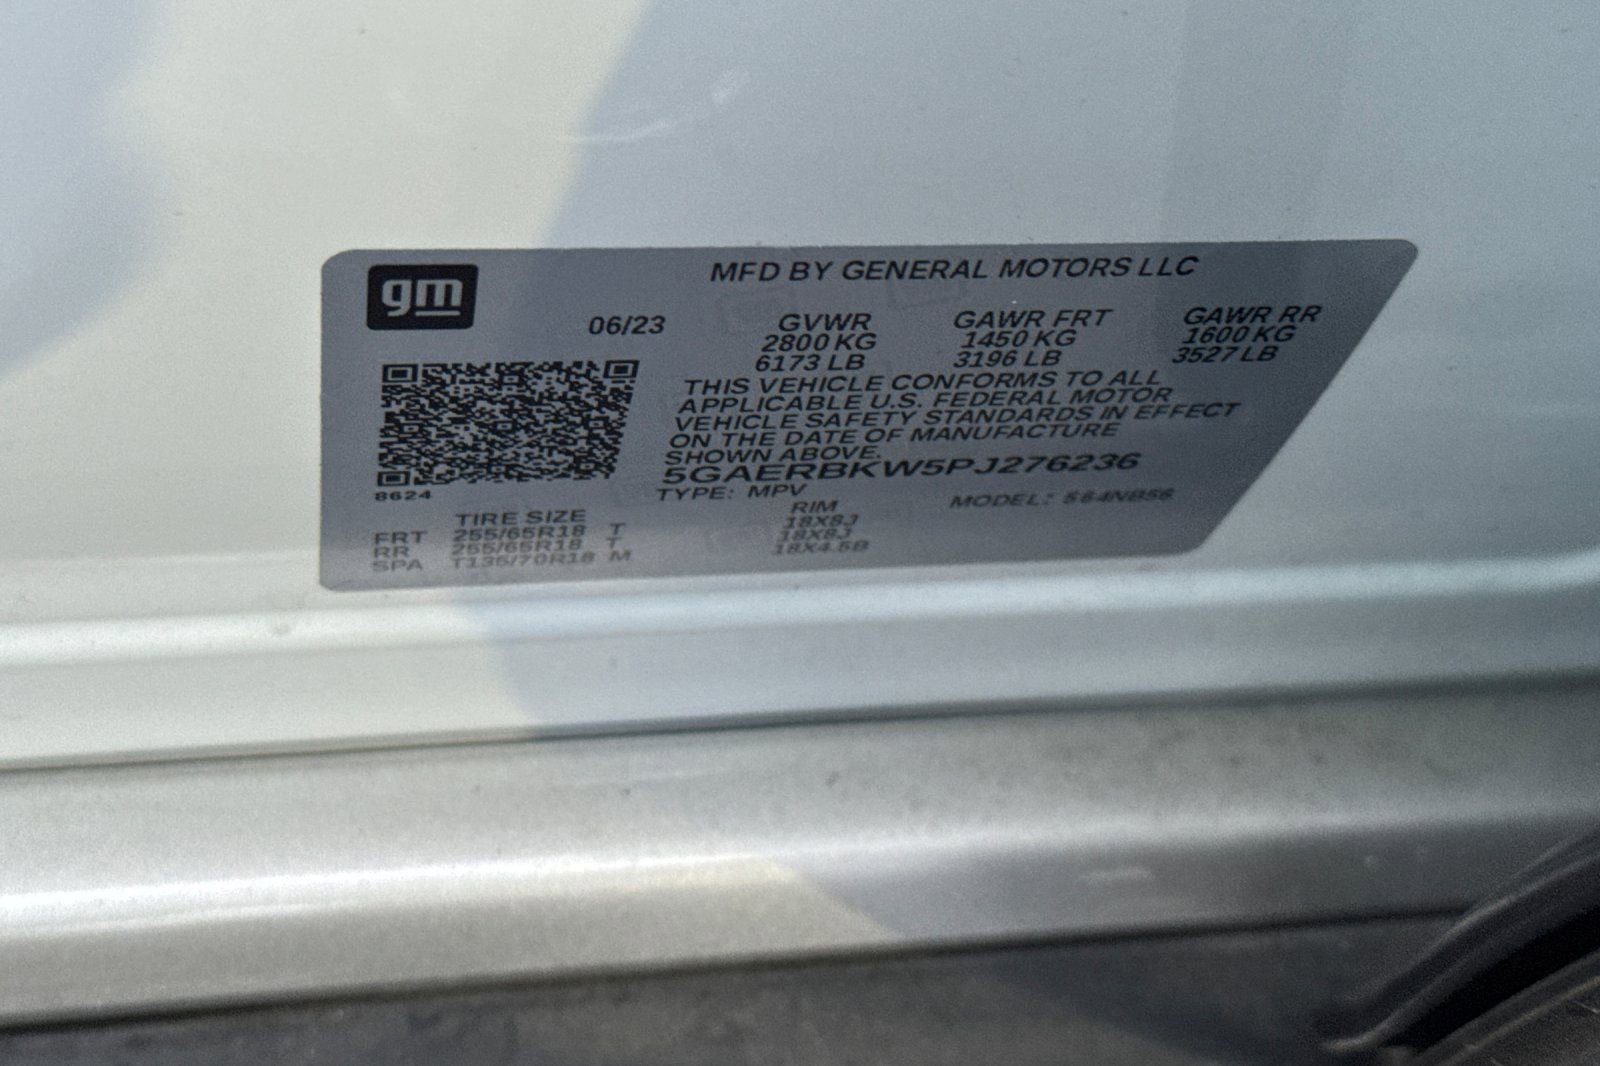 gm
MFD BY GENERAL MOTORS LLC
06/23
GVWR GAWR FRT GAWR RR
2800 KG 1450 KG 1600 KG
6173 LB 3196 LB 3527 LB
THIS VEHICLE CONFORMS TO ALL
APPLICABLE U.S. FEDERAL MOTOR
VEHICLE SAFETY STANDARDS IN EFFECT
ON THE DATE OF MANUFACTURE
SHOWN ABOVE.
5GAERBKW5PJ276236
8624
TYPE: MPV MODEL:
TIRE SIZE RIM
FRT 255/65R18 T 18X8J
RR 255/65R18 T 18X8J
SPA T135/70R18 M 18X4.5B